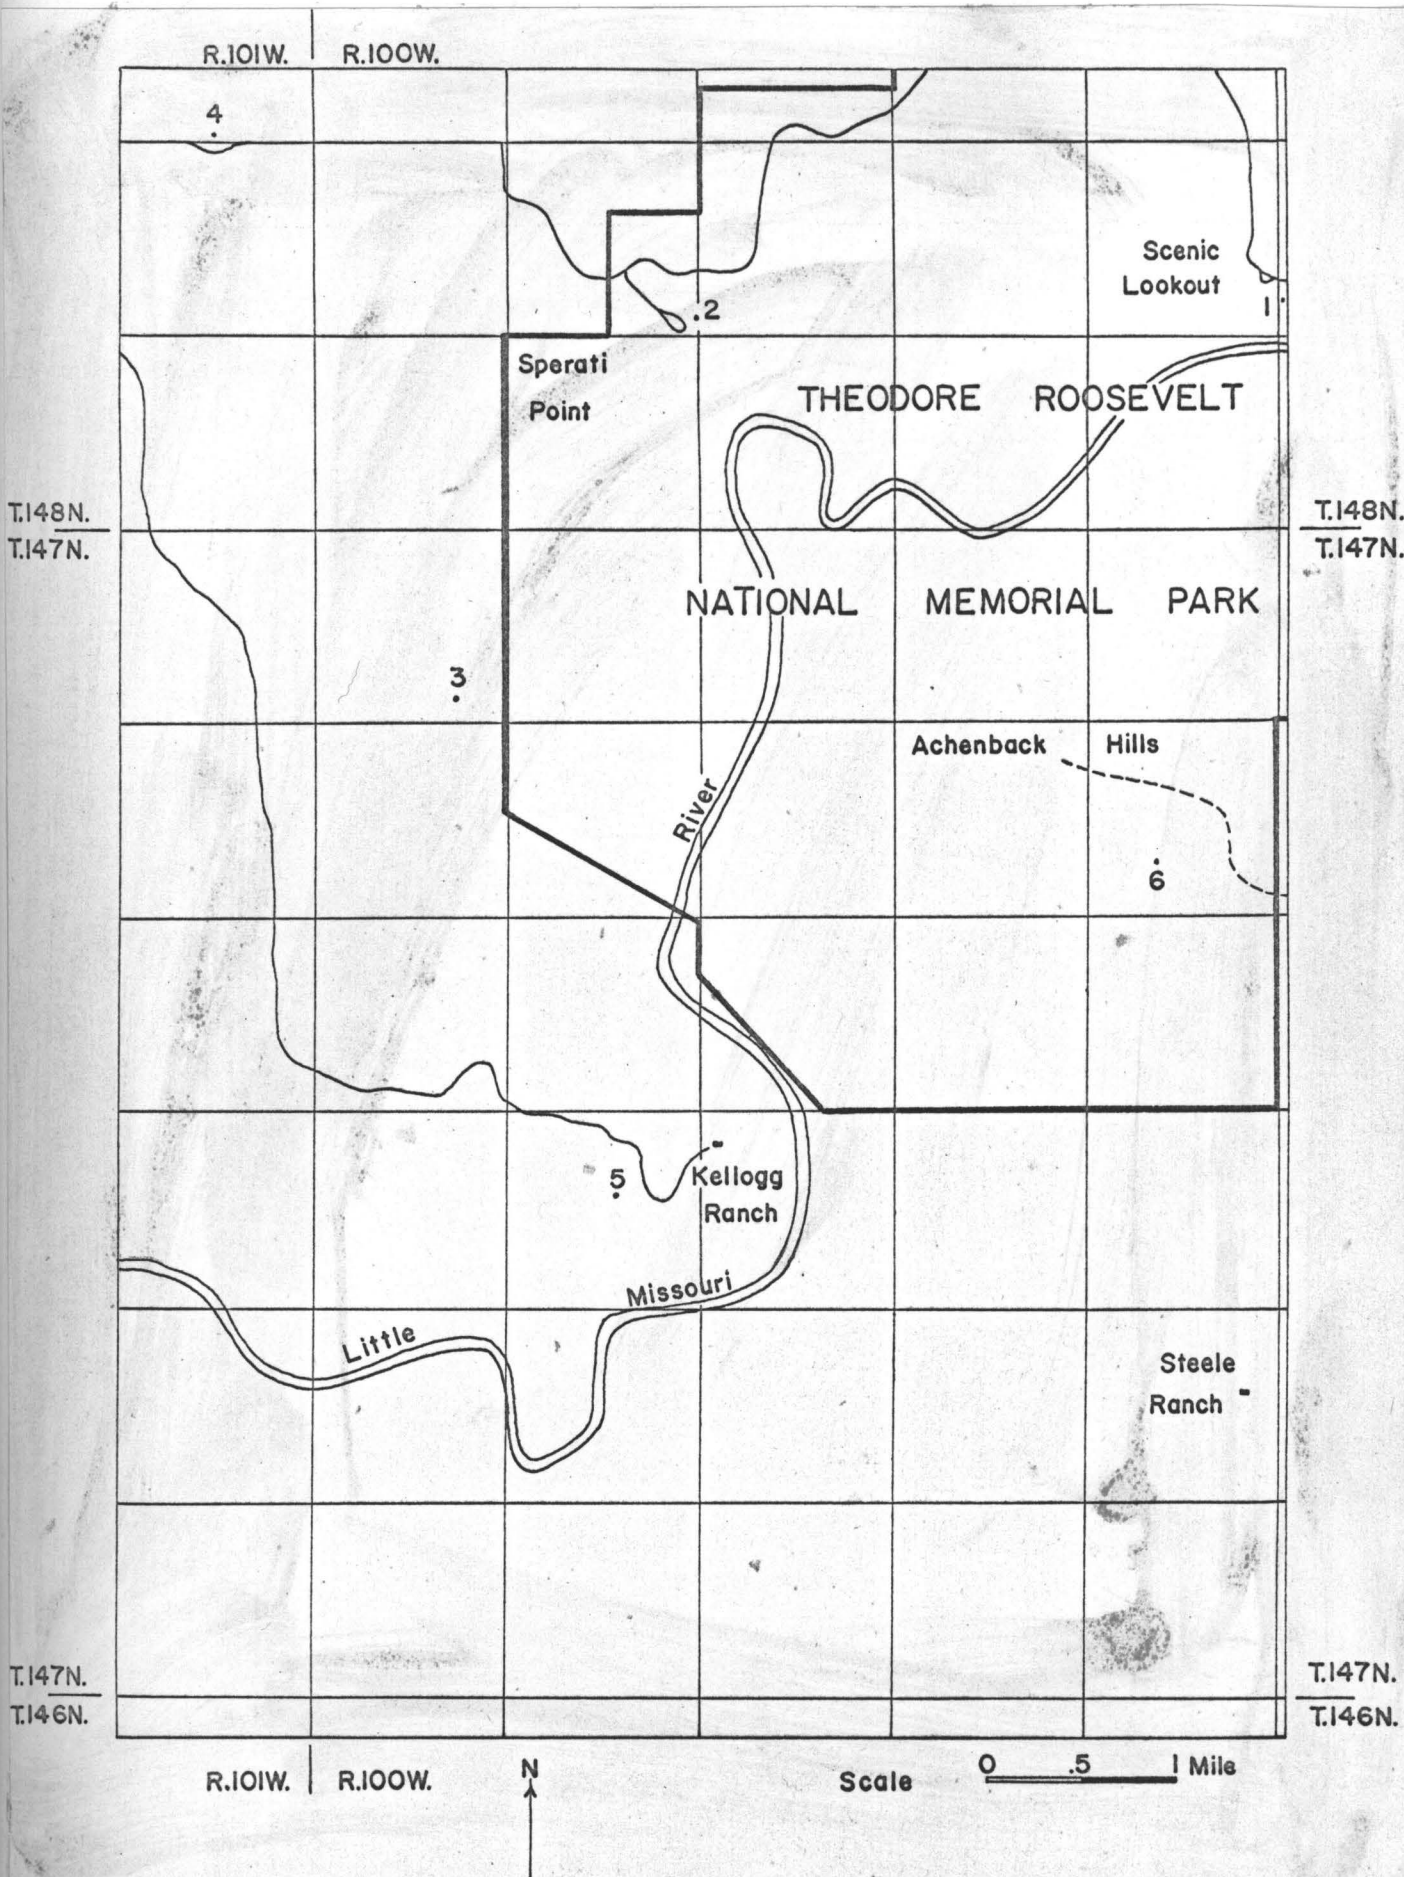 R.101W. R.100W.
4
Scenic
Lookout
1
2
Sperati
Point
THEODORE ROOSEVELT
T.148N. T.148N.
T.147N. T.147N.
NATIONAL MEMORIAL PARK
3
Achenback Hills
River
6
5
Kellogg
Ranch
Missouri
Little
Steele
Ranch
T.147N. T.147N.
T.146N. T.146N.
R.101W. R.100W.
N
Scale 0 .5 1 Mile